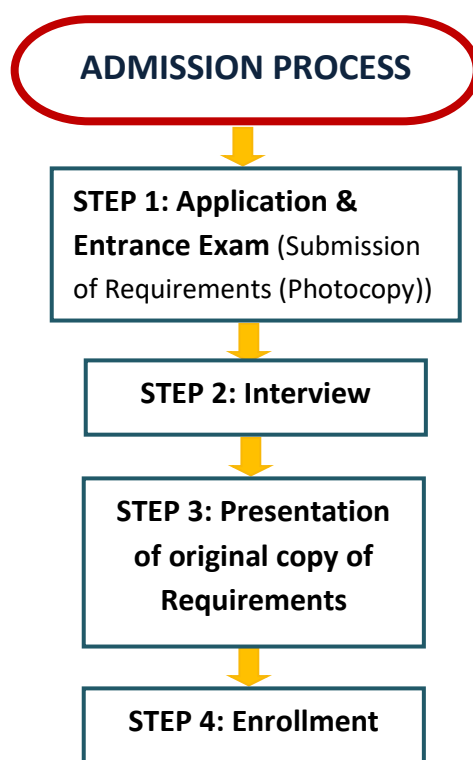 ADMISSION PROCESS
STEP 1: Application &
Entrance Exam (Submission
of Requirements (Photocopy))
STEP 2: Interview
STEP 3: Presentation
of original copy of
Requirements
STEP 4: Enrollment